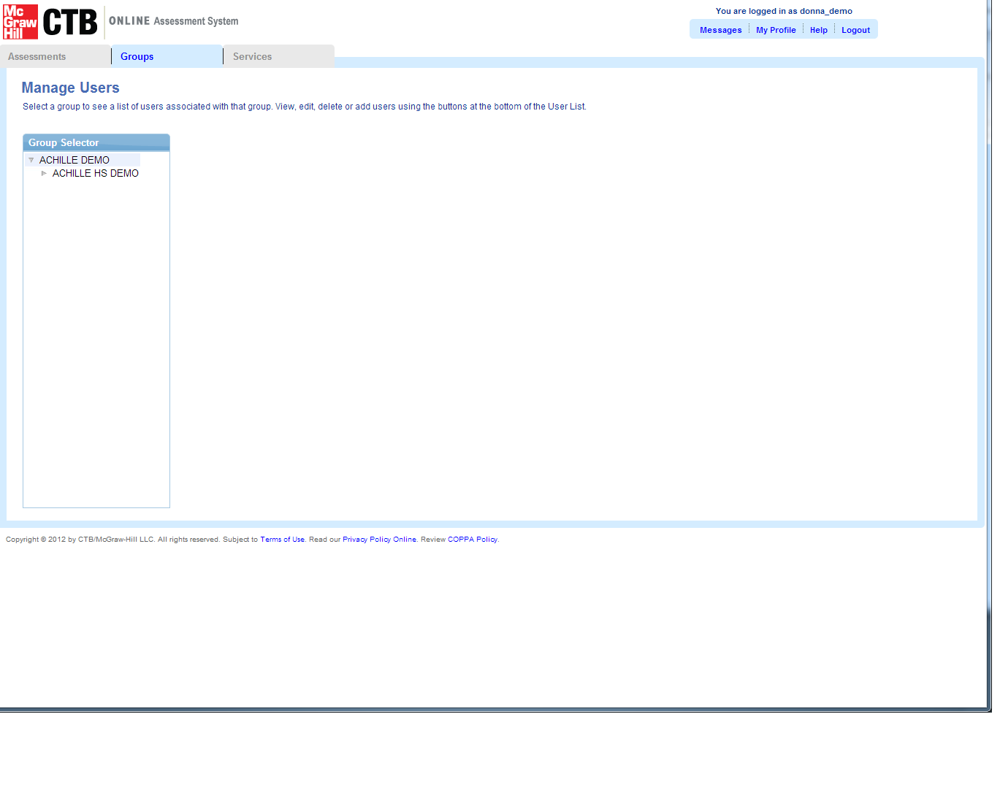 Mc
Graw
Hill
CTB
ONLINE Assessment System
You are logged in as donna_demo
Messages
My Profile
Help
Logout
Assessments
Groups
Services
Manage Users
Select a group to see a list of users associated with that group. View, edit, delete or add users using the buttons at the bottom of the User List.
Group Selector
ACHILLE DEMO
ACHILLE HS DEMO
Copyright © 2012 by CTB/McGraw-Hill LLC. All rights reserved. Subject to Terms of Use. Read our Privacy Policy Online. Review COPPA Policy.